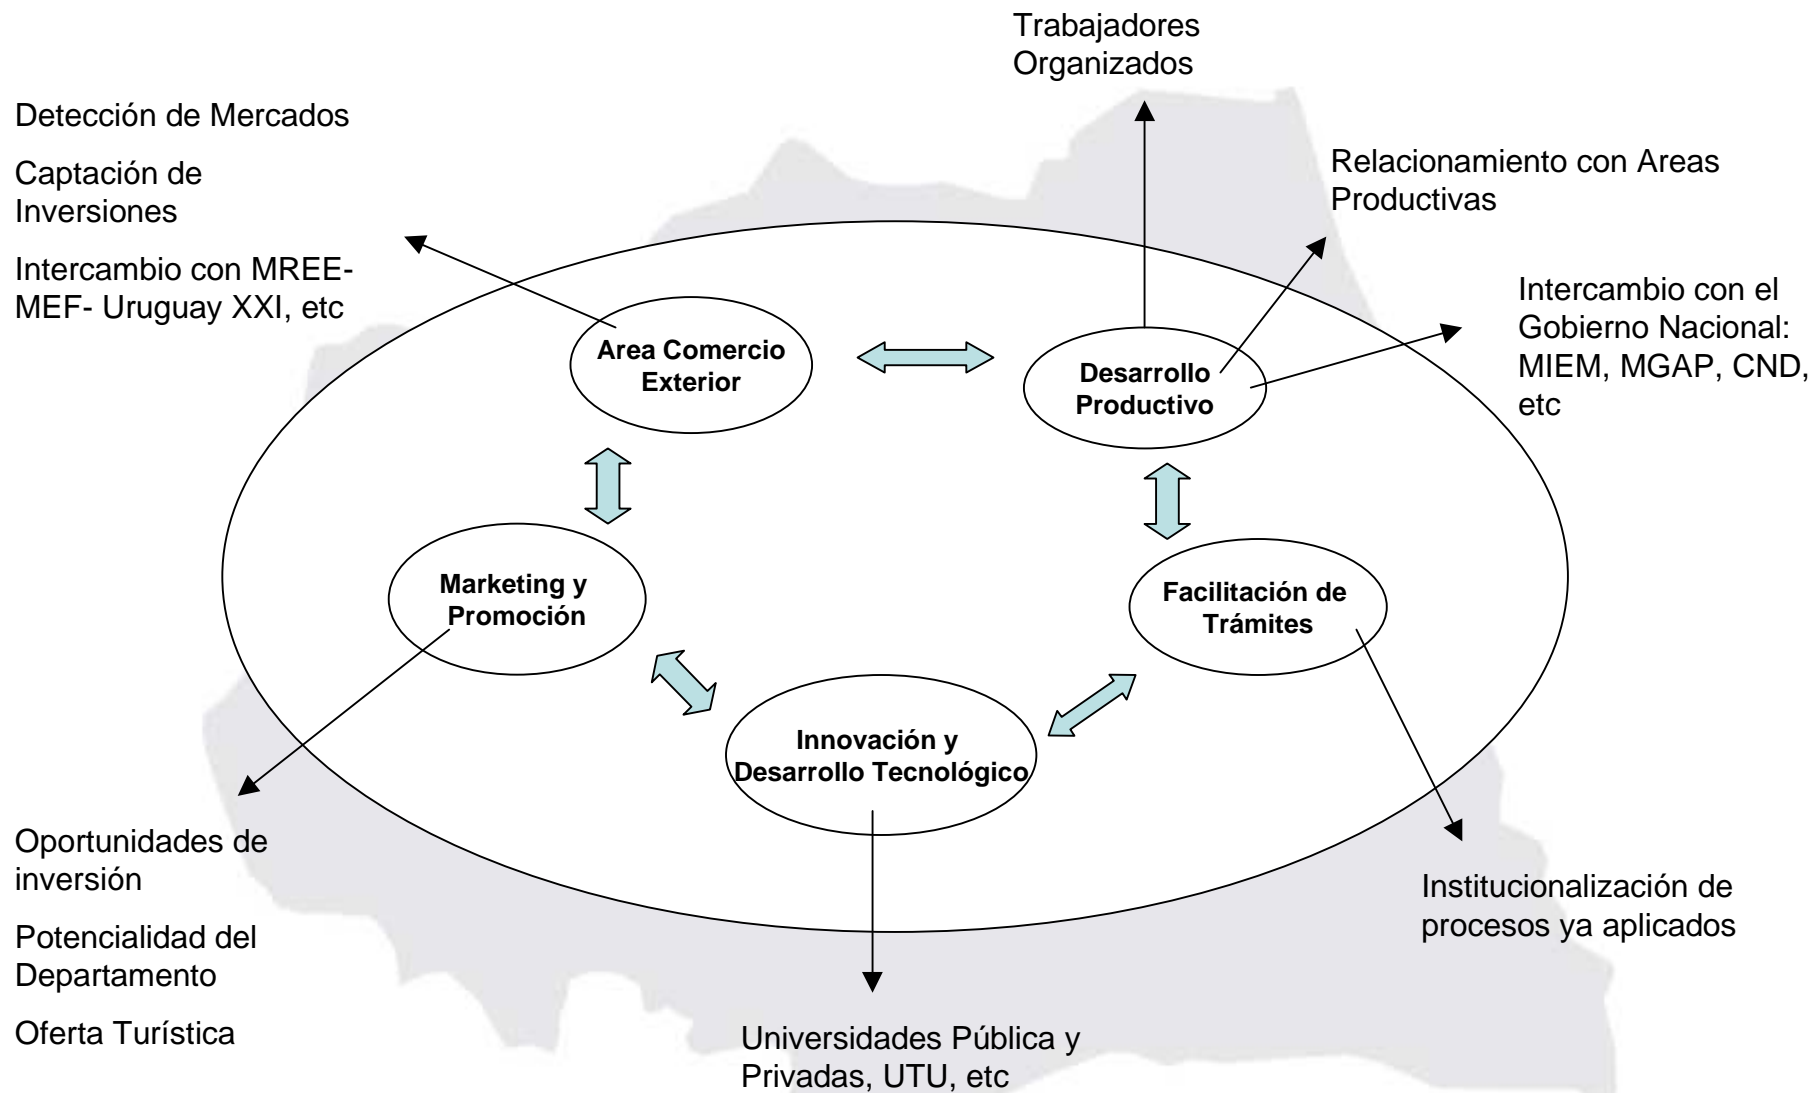 Trabajadores
Organizados
Detección de Mercados
Captación de
Inversiones
Intercambio con MREE-
MEF- Uruguay XXI, etc
Relacionamiento con Areas
Productivas
Intercambio con el
Gobierno Nacional:
MIEM, MGAP, CND,
etc
Area Comercio
Exterior
Desarrollo
Productivo
Marketing y
Promoción
Facilitación de
Trámites
Innovación y
Desarrollo Tecnológico
Oportunidades de
inversión
Potencialidad del
Departamento
Oferta Turística
Institucionalización de
procesos ya aplicados
Universidades Pública y
Privadas, UTU, etc